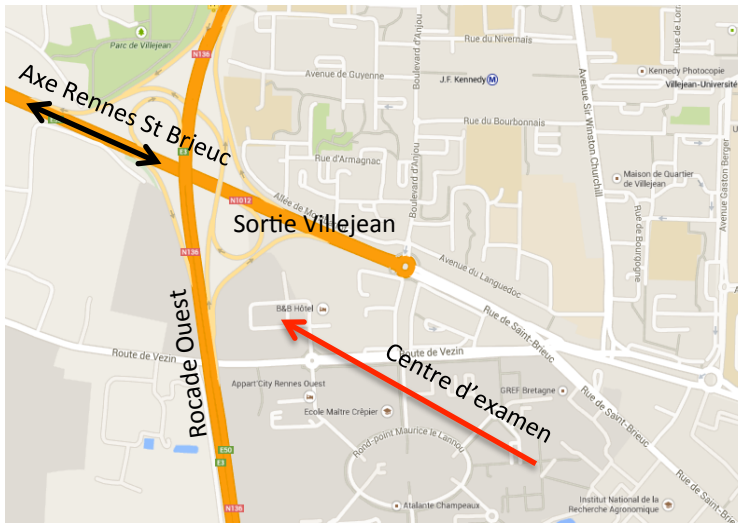 Parc de Villejean
N136
Rue du Nivernais
Boulevard d'Anjou
Rue de Lorr
Avenue de Guyenne
J.F. Kennedy M
Kennedy Photocopie
Villejean-Université
Axe Rennes St Brieuc
E3
Rue du Bourbonnais
Avenue Sir Winston Churchill
Rue d'Armagnac
Maison de Quartier
de Villejean
Avenue Gaston Berger
N1012
Allée de Mo
Boulevard d'Anjou
Rue de Bourgogne
Sortie Villejean
N136
Avenue du Languedoc
Rocade Ouest
B&B Hôtel
Rue de Saint-Brieuc
Route de Vezin
Route de Vezin
Centre d'examen
Appart'City Rennes Ouest
GREF Bretagne
Ecole Maître Crêpier
Rue de Saint-Brieuc
Rond-point Maurice le Lannou
E50
E3
Atalante Champeaux
Institut National de la
Recherche Agronomique
N136